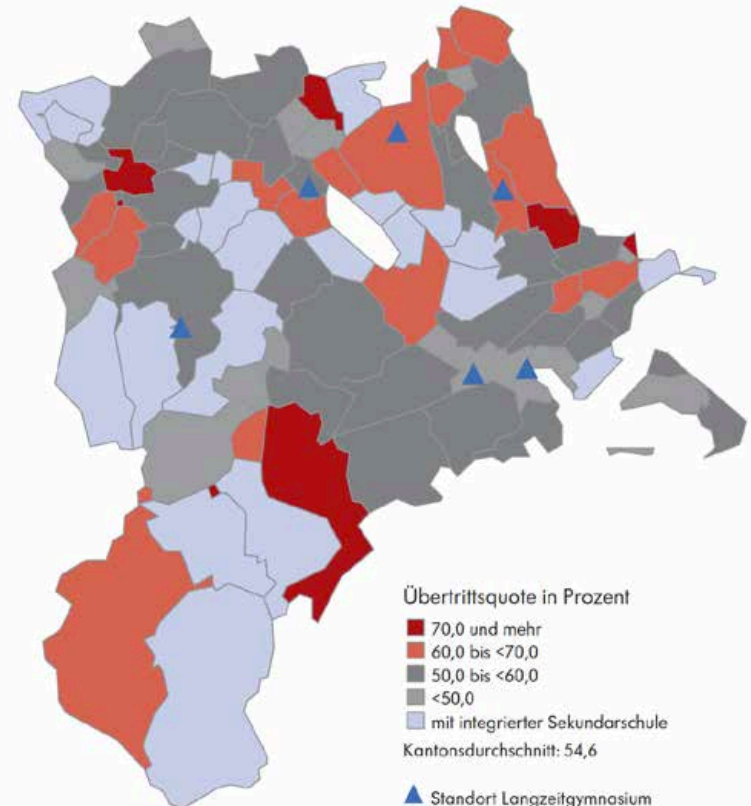 Übertrittsquote in Prozent
70,0 und mehr
60,0 bis <70,0
50,0 bis <60,0
<50,0
mit integrierter Sekundarschule
Kantonsdurchschnitt: 54,6
Standort Langzeitgymnasium